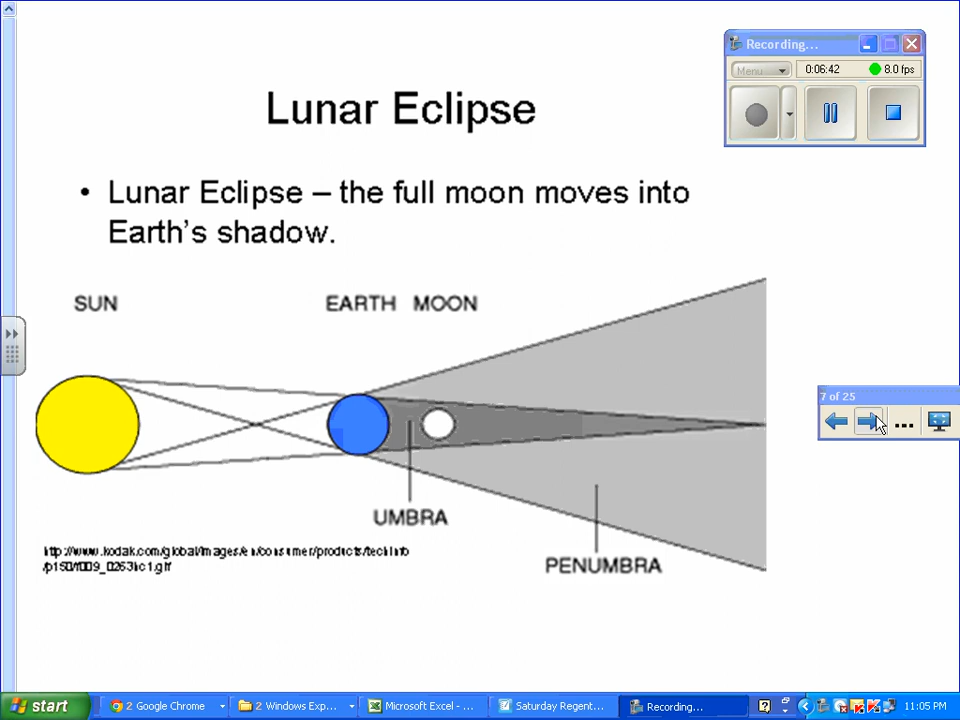 Recording...
Menu
0:06:42
8.0 fps
Lunar Eclipse
• Lunar Eclipse – the full moon moves into
Earth's shadow.
SUN
EARTH MOON
7 of 25
...
UMBRA
PENUMBRA
start
2 Google Chrome
2 Windows Exp...
Microsoft Excel - ...
Saturday Regent...
Recording...
11:05 PM